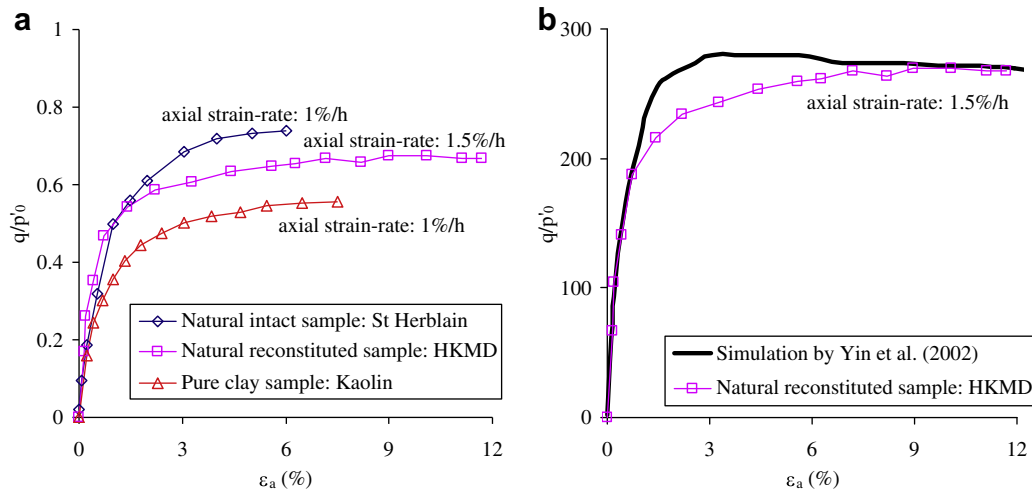 a
q/p'0
1
0.8
0.6
0.4
0.2
0
0 3 6 9 12
εa (%)
axial strain-rate: 1%/h
axial strain-rate: 1.5%/h
axial strain-rate: 1%/h
Natural intact sample: St Herblain
Natural reconstituted sample: HKMD
Pure clay sample: Kaolin
b
q/p'0
300
200
100
0
0 3 6 9 12
εa (%)
axial strain-rate: 1.5%/h
Simulation by Yin et al. (2002)
Natural reconstituted sample: HKMD